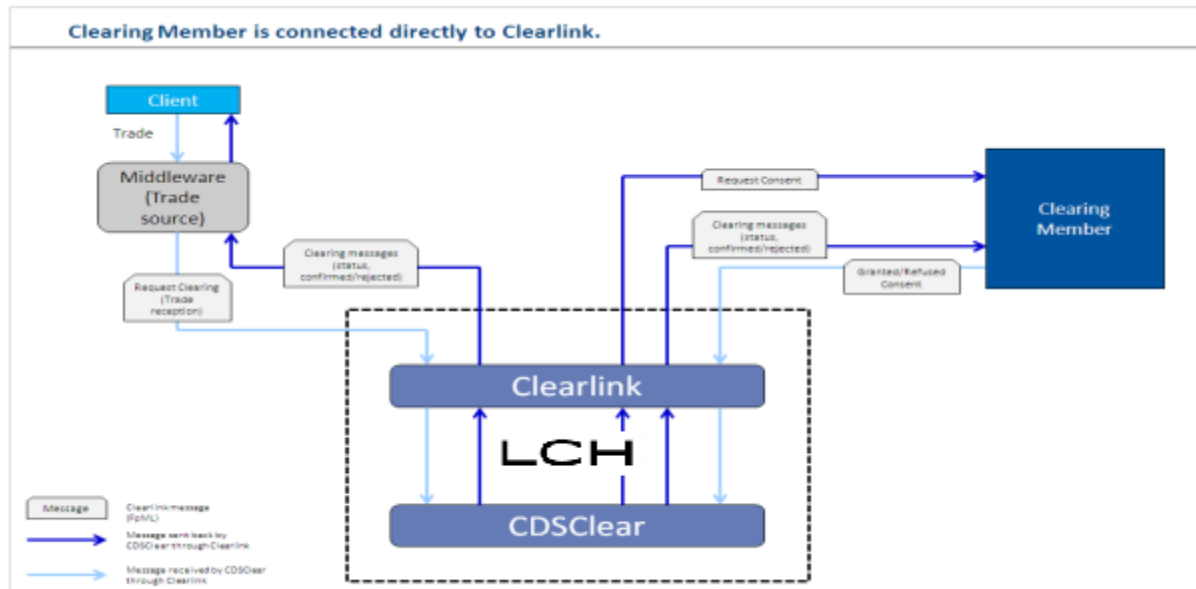 Clearing Member is connected directly to Clearlink.
Client
Trade
Middleware
(Trade
source)
Request Clearing
(Trade
reception)
Clearing messages
(status,
confirmed/rejected)
Request Consent
Clearing messages
(status,
confirmed/rejected)
Granted/Refused
Consent
Clearing
Member
Clearlink
LCH
CDSClear
Message
Clearlink message
(FpML)
Message sent back by
CDSClear through Clearlink
Message received by CDSClear
through Clearlink